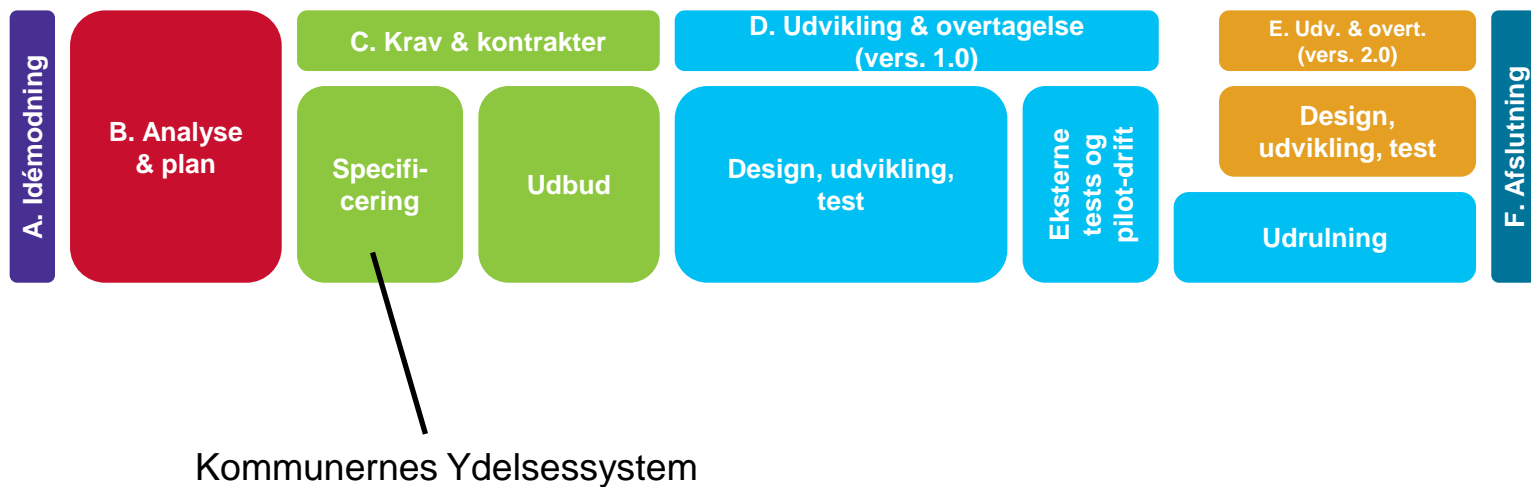 A. Idémodning
B. Analyse
& plan
C. Krav & kontrakter
Specifi-
cering
Udbud
D. Udvikling & overtagelse
(vers. 1.0)
Design, udvikling,
test
Eksterne
tests og
pilot-drift
E. Udv. & overt.
(vers. 2.0)
Design,
udvikling, test
Udrulning
F. Afslutning
Kommunernes Ydelsessystem